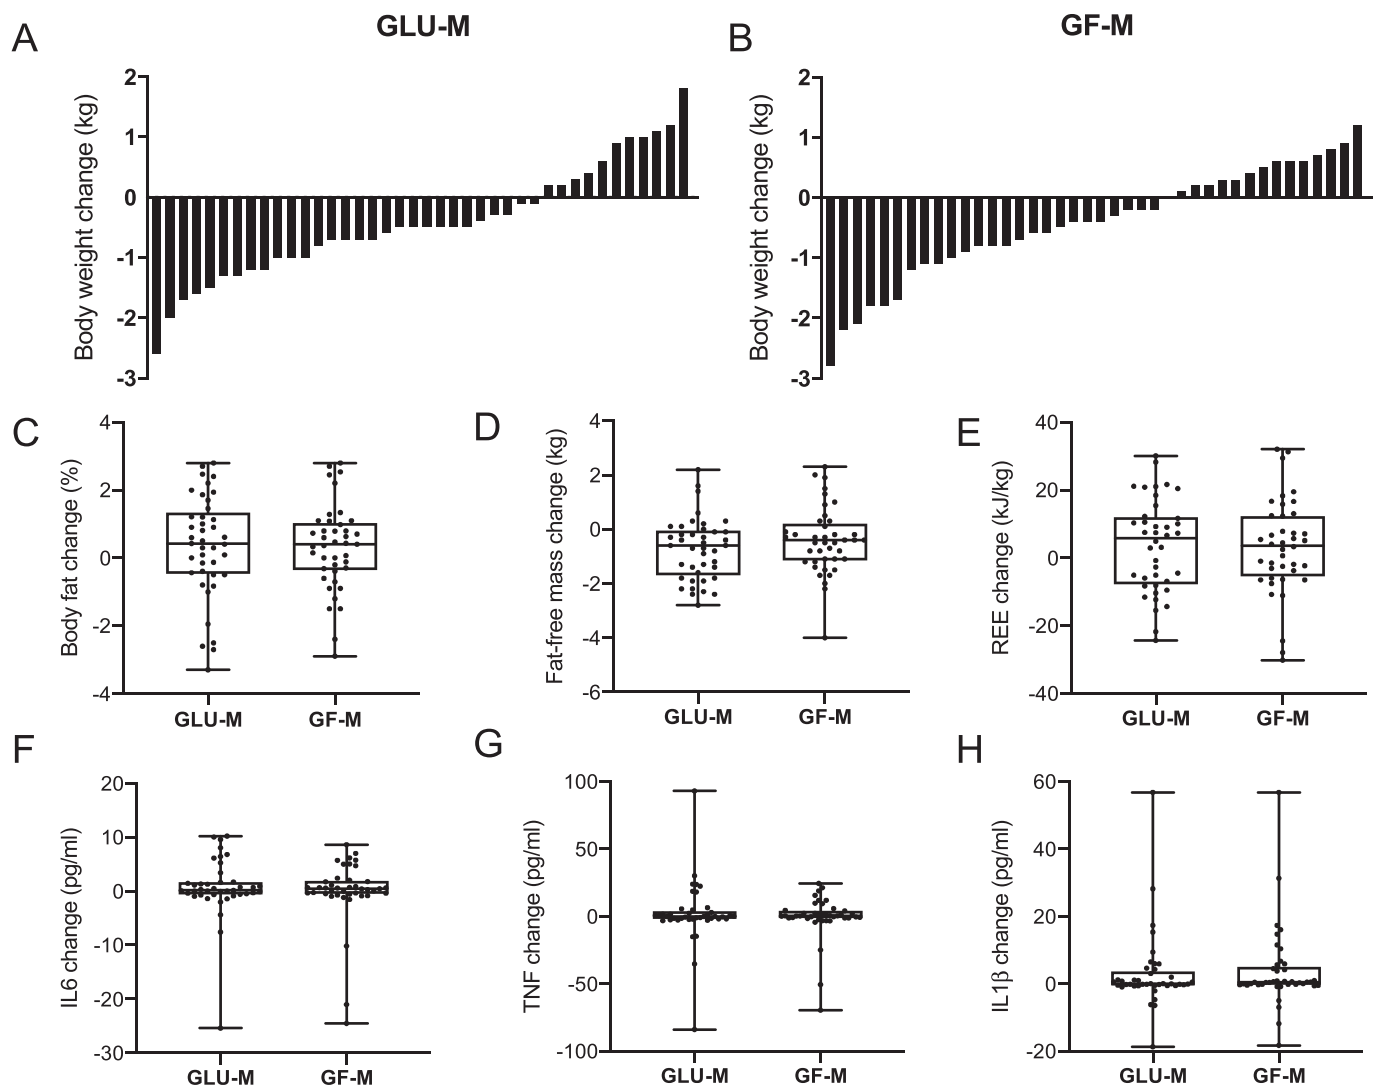 A
GLU-M
B
GF-M
Body weight change (kg)
2
1
0
-1
-2
-3
Body weight change (kg)
2
1
0
-1
-2
-3
C
Body fat change (%)
4
2
0
-2
-4
GLU-M
GF-M
D
Fat-free mass change (kg)
4
2
0
-2
-4
-6
GLU-M
GF-M
E
REE change (kJ/kg)
40
20
0
-20
-40
GLU-M
GF-M
F
IL6 change (pg/ml)
20
10
0
-10
-20
-30
GLU-M
GF-M
G
TNF change (pg/ml)
100
50
0
-50
-100
GLU-M
GF-M
H
IL1β change (pg/ml)
60
40
20
0
-20
GLU-M
GF-M